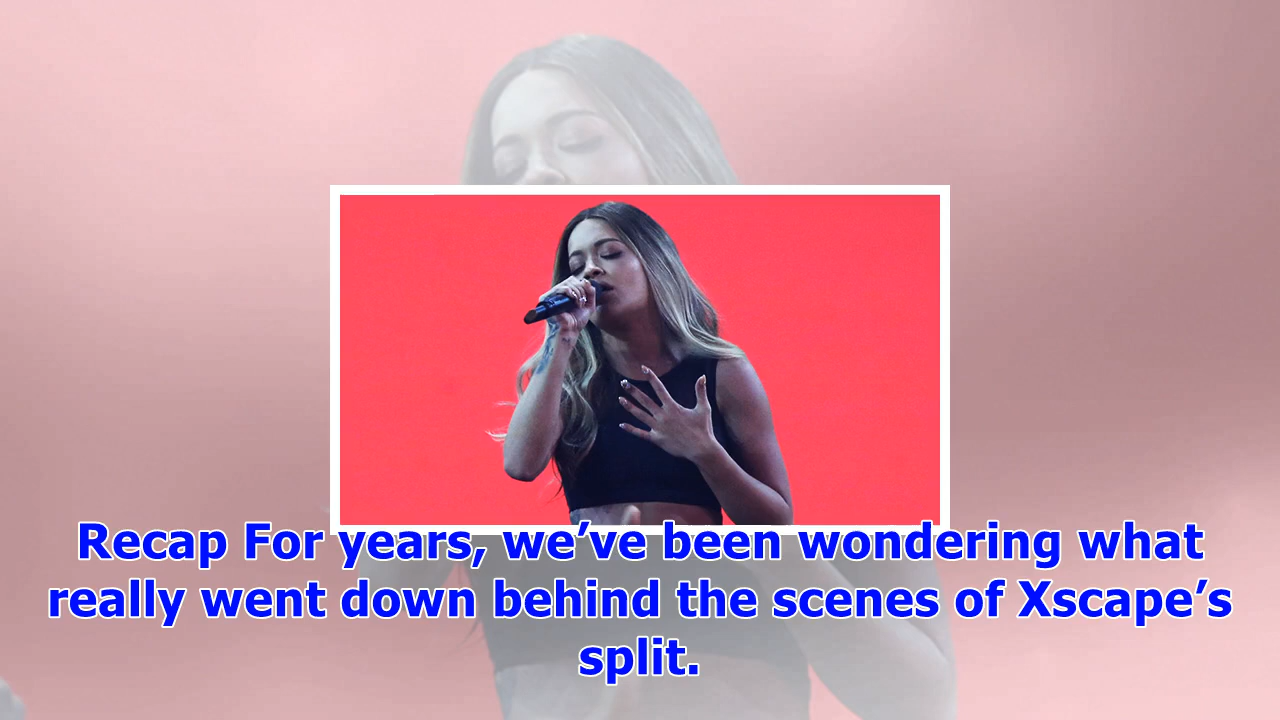 Recap For years, we’ve been wondering what
really went down behind the scenes of Xscape’s
split.